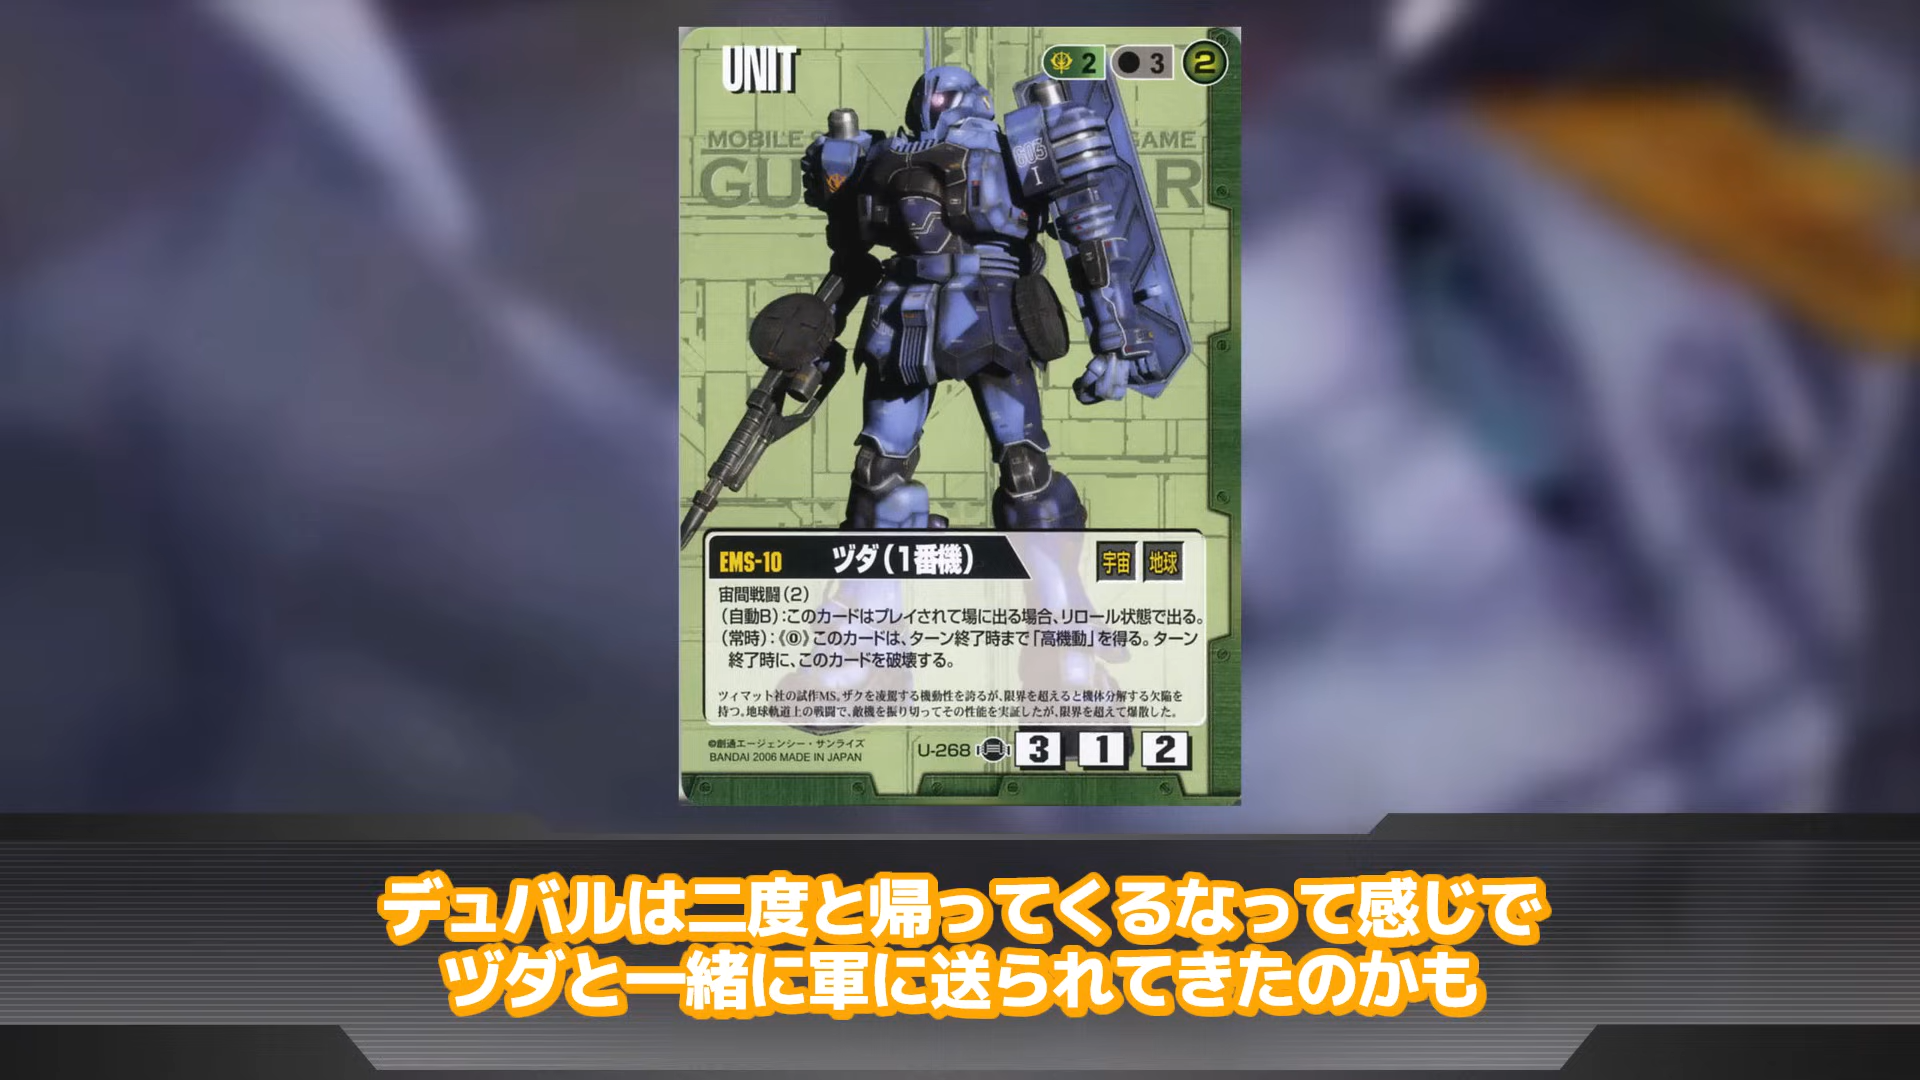 UNIT
2 3 2
MOBILE S GAME
GU R
605
I
EMS-10 ヅダ(1番機) 宇宙 地球
宙間戦闘(2)
(自動B):このカードはプレイされて場に出る場合、リロール状態で出る。
(常時):《⓪》このカードは、ターン終了時まで「高機動」を得る。ターン
終了時に、このカードを破壊する。
ツィマット社の試作MS。ザクを凌駕する機動性を誇るが、限界を超えると機体分解する欠陥を
持つ。地球軌道上の戦闘で、敵機を振り切ってその性能を実証したが、限界を超えて爆散した。
©創通エージェンシー・サンライズ
BANDAI 2006 MADE IN JAPAN
U-268 3 1 2
デュバルは二度と帰ってくるなって感じで
ヅダと一緒に軍に送られてきたのかも